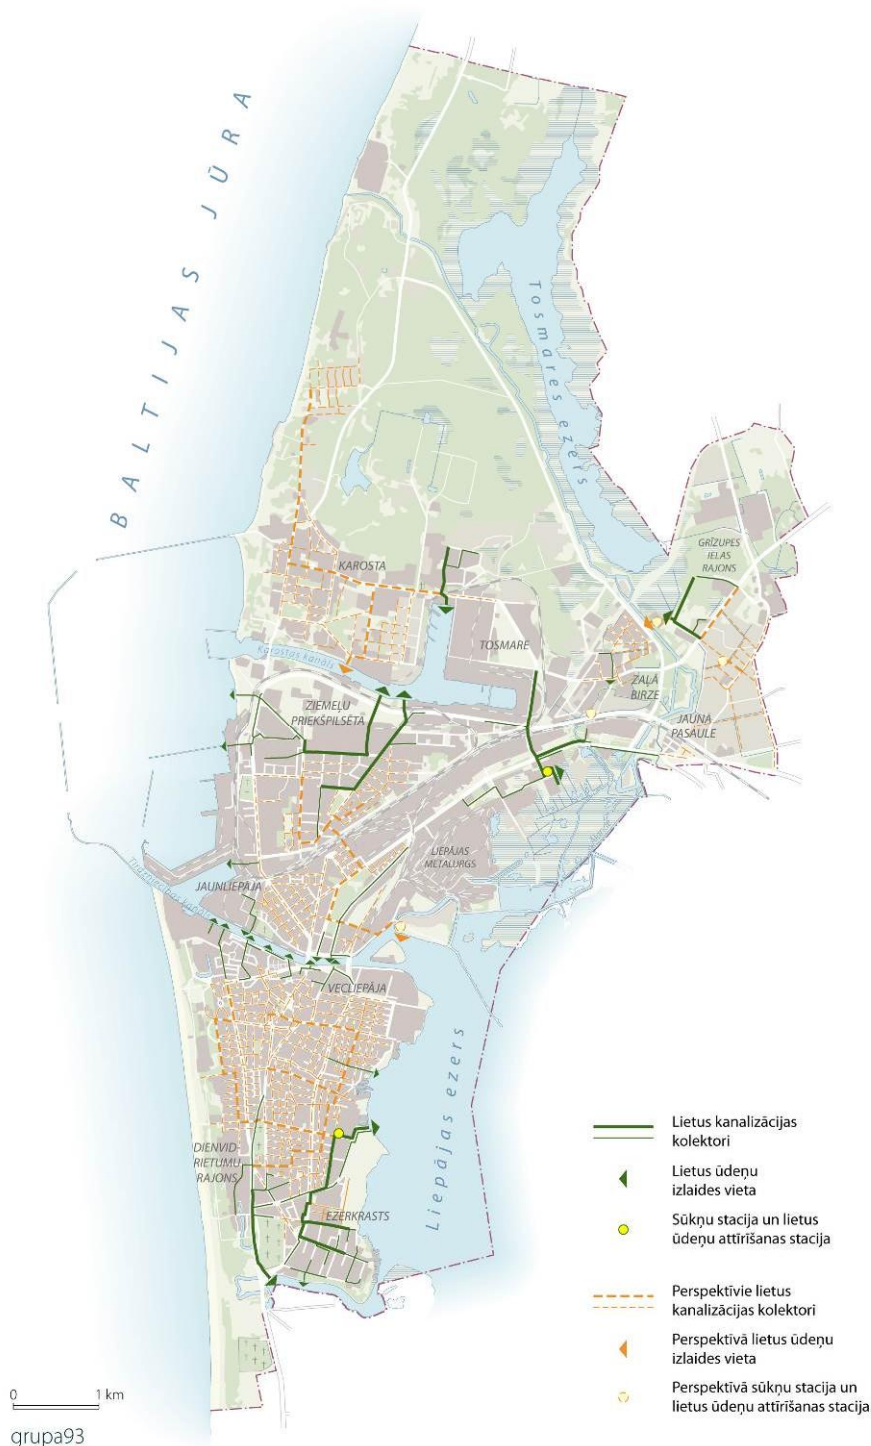 BALTIJAS JŪRA
Tosmares ezers
GRĪZUPES
IELAS
RAJONS
KAROSTA
TOSMARE
Karostas kanāls
ZAĻĀ
BIRZE
ZIEMEĻU
PRIEKŠPILSĒTA
JAUNĀ
PASAULE
LIEPĀJAS
METALURGS
JAUNLIEPĀJA
Tirdzniecības kanāls
VECLIEPĀJA
Liepājas ezers
DIENVID-
RIETUMU
RAJONS
EZERKRASTS
Lietus kanalizācijas
kolektori
Lietus ūdeņu
izlaides vieta
Sūkņu stacija un lietus
ūdeņu attīrīšanas stacija
Perspektīvie lietus
kanalizācijas kolektori
Perspektīvā lietus ūdeņu
izlaides vieta
Perspektīvā sūkņu stacija un
lietus ūdeņu attīrīšanas stacija
0 1 km
grupa93